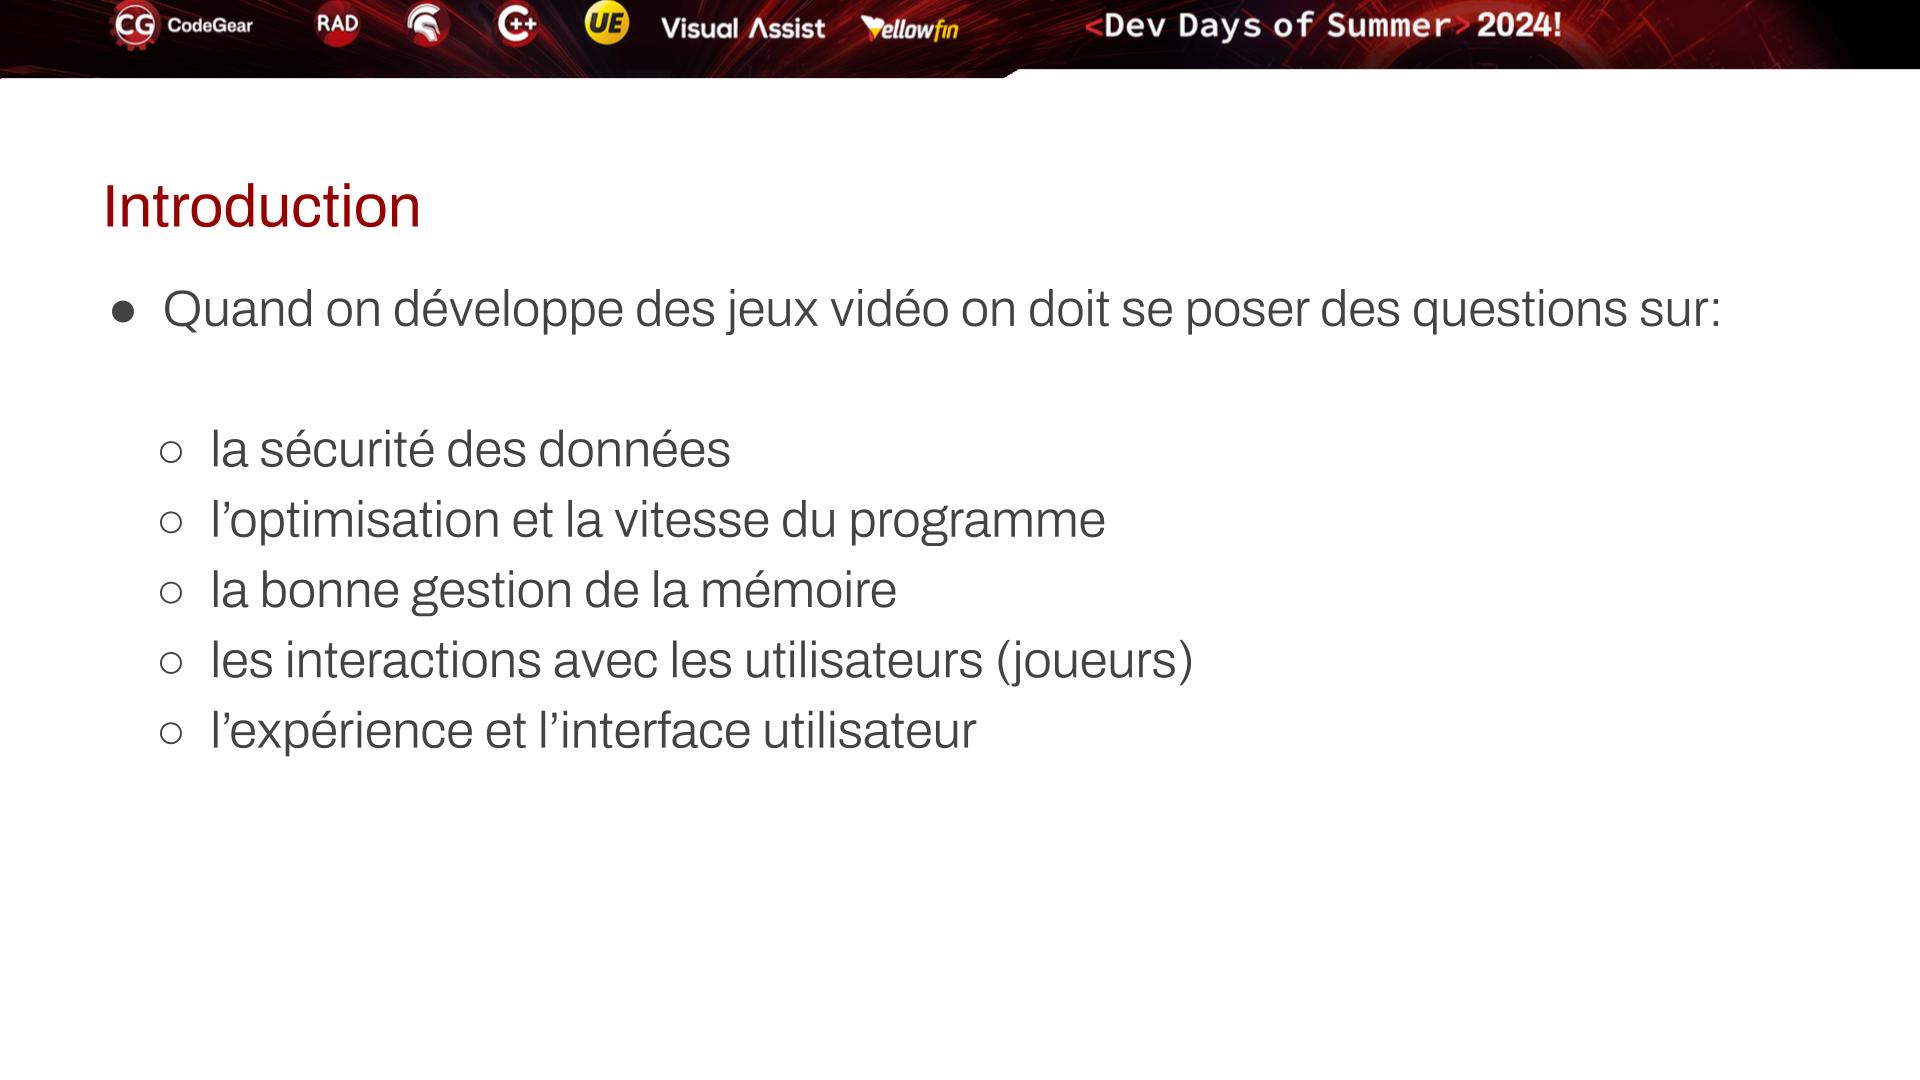 CG CodeGear RAD C++ UE Visual Assist Yellowfin <Dev Days of Summer> 2024!
Introduction
● Quand on développe des jeux vidéo on doit se poser des questions sur:
○ la sécurité des données
○ l’optimisation et la vitesse du programme
○ la bonne gestion de la mémoire
○ les interactions avec les utilisateurs (joueurs)
○ l’expérience et l’interface utilisateur